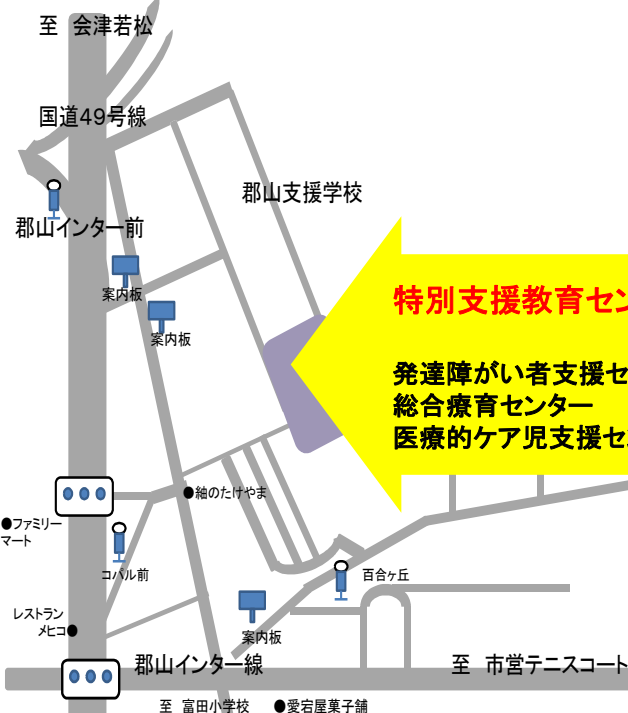 至 会津若松
国道49号線
郡山支援学校
郡山インター前
案内板
案内板
特別支援教育セン
発達障がい者支援セ
総合療育センター
医療的ケア児支援セ
●紬のたけやま
●ファミリー
マート
コパル前
百合ヶ丘
レストラン
メヒコ●
案内板
郡山インター線
至 市営テニスコート
至 富田小学校 ●愛宕屋菓子舗